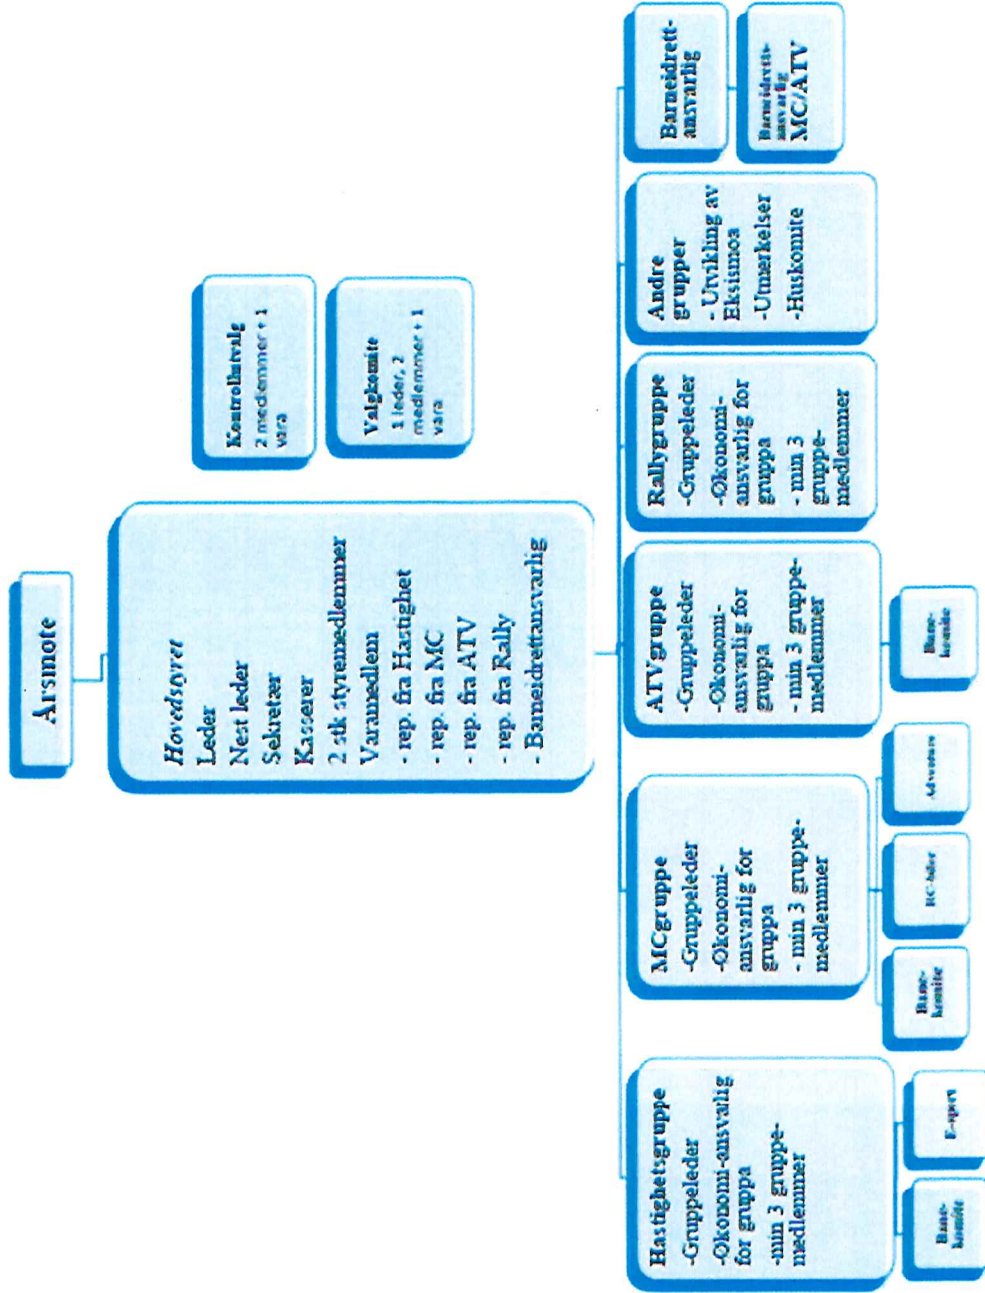 Årsmøte
Hovedstyret
Leder
Nest leder
Sekretær
Kasserer
2 stk styremedlemmer
Varamedlem
- rep. fra Hastighet
- rep. fra MC
- rep. fra ATV
- rep. fra Rally
- Barneidrettansvarlig
Kontrollutvalg
2 medlemmer + 1
vara
Valgkomite
1 leder, 2
medlemmer + 1
vara
Hastighetsgruppe
-Gruppeleder
-Økonomi-ansvarlig
for gruppa
-min 3 gruppe-
medlemmer
Bane-
komite
E-sport
MCgruppe
-Gruppeleder
-Økonomi-
ansvarlig for
gruppa
- min 3 gruppe-
medlemmer
Bane-
komite
RC-biler
Adventure
ATVgruppe
-Gruppeleder
-Økonomi-
ansvarlig for
gruppa
- min 3 gruppe-
medlemmer
Bane-
komite
Rallygruppe
-Gruppeleder
-Økonomi-
ansvarlig for
gruppa
- min 3
gruppe-
medlemmer
Andre
grupper
- Utvikling av
Eksismoa
-Utmerkelser
-Huskomite
Barneidrett-
ansvarlig
Barneidretts-
ansvarlig
MC/ATV